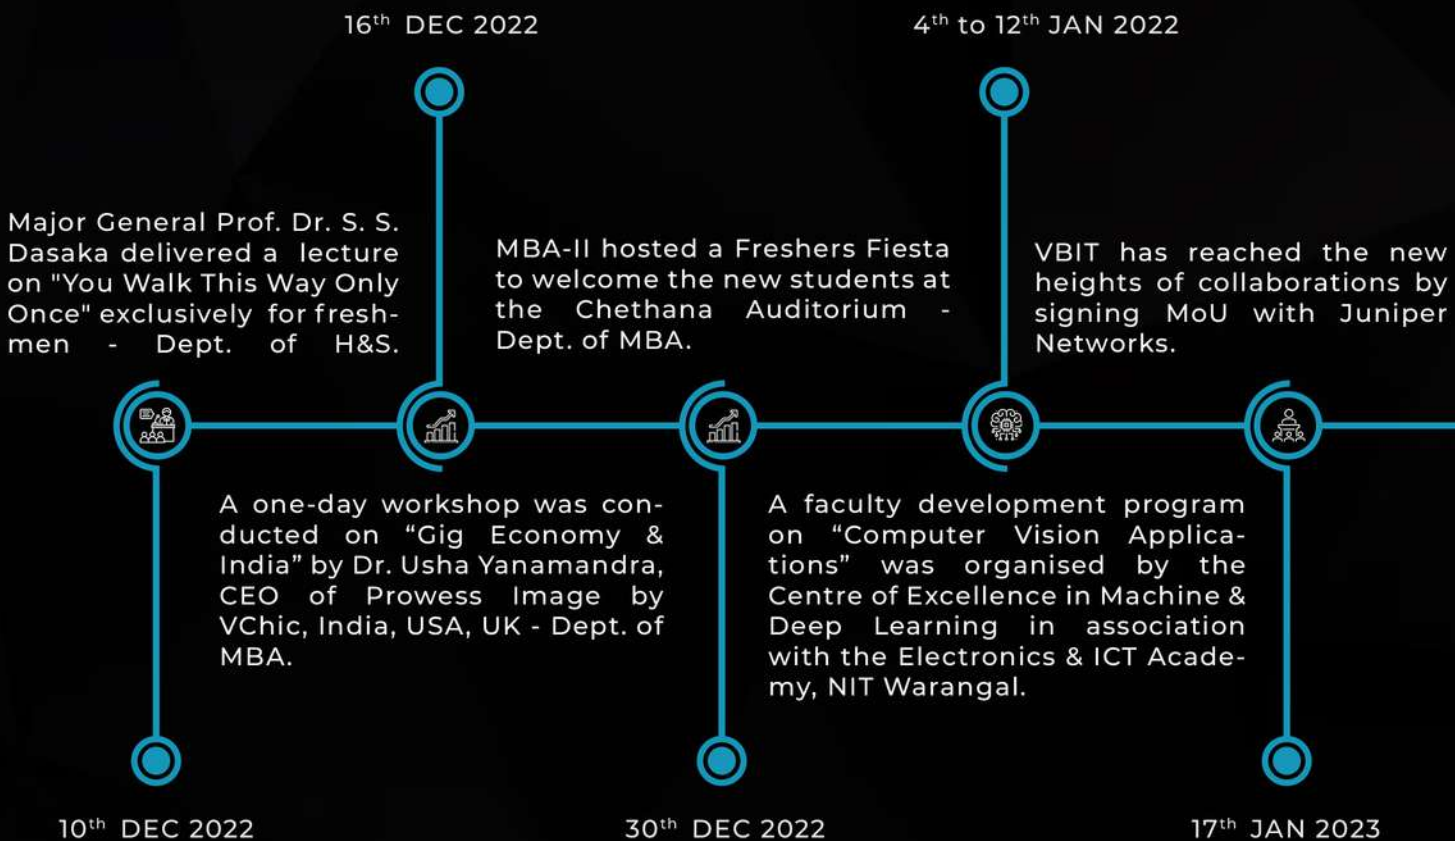 16th DEC 2022
4th to 12th JAN 2022
Major General Prof. Dr. S. S.
Dasaka delivered a lecture
on "You Walk This Way Only
Once" exclusively for fresh-
men - Dept. of H&S.
MBA-II hosted a Freshers Fiesta
to welcome the new students at
the Chethana Auditorium -
Dept. of MBA.
VBIT has reached the new
heights of collaborations by
signing MoU with Juniper
Networks.
A one-day workshop was con-
ducted on “Gig Economy &
India” by Dr. Usha Yanamandra,
CEO of Prowess Image by
VChic, India, USA, UK - Dept. of
MBA.
A faculty development program
on “Computer Vision Applica-
tions” was organised by the
Centre of Excellence in Machine &
Deep Learning in association
with the Electronics & ICT Acade-
my, NIT Warangal.
10th DEC 2022
30th DEC 2022
17th JAN 2023